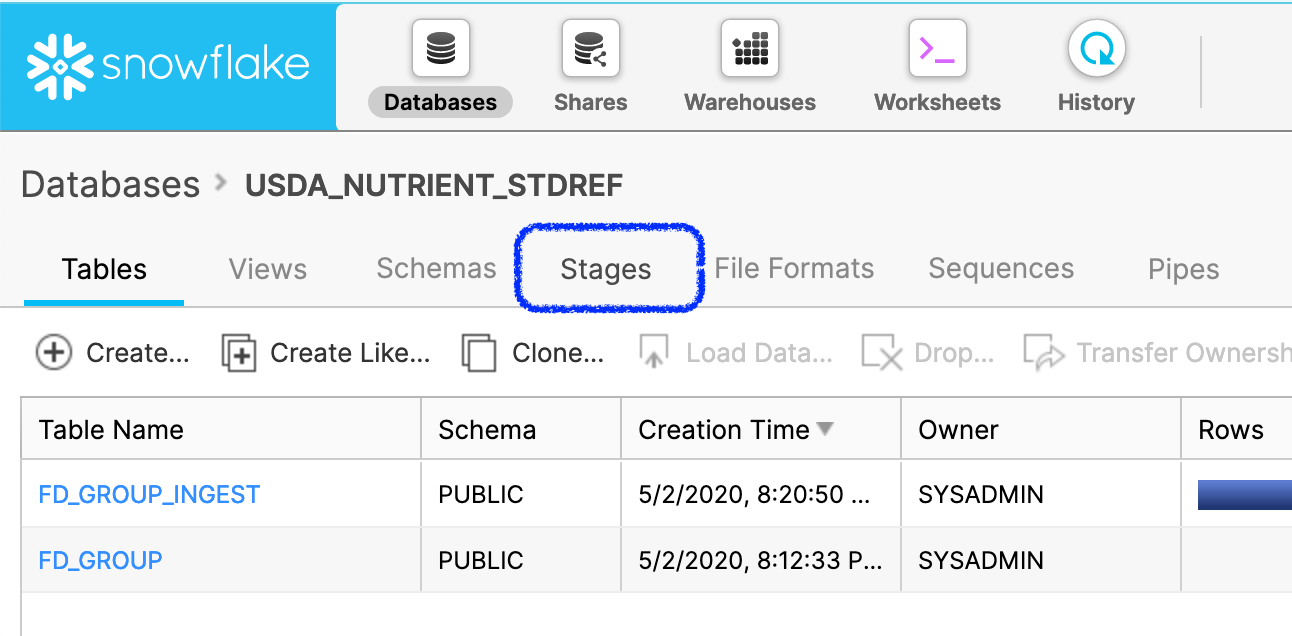 snowflake
Databases Shares Warehouses Worksheets History
Databases > USDA_NUTRIENT_STDREF
Tables Views Schemas Stages File Formats Sequences Pipes
Create... Create Like... Clone... Load Data... Drop... Transfer Ownersh
Table Name Schema Creation Time Owner Rows
FD_GROUP_INGEST PUBLIC 5/2/2020, 8:20:50 ... SYSADMIN
FD_GROUP PUBLIC 5/2/2020, 8:12:33 P... SYSADMIN